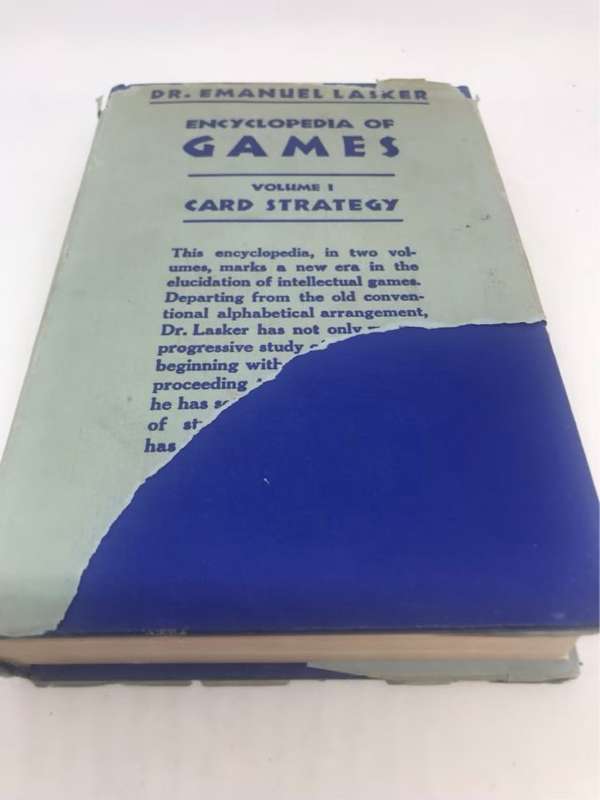 DR. EMANUEL LASKER
ENCYCLOPEDIA OF
GAMES
VOLUME I
CARD STRATEGY
This encyclopedia, in two vol-
umes, marks a new era in the
elucidation of intellectual games.
Departing from the old conven-
tional alphabetical arrangement,
Dr. Lasker has not only
progressive study
beginning with
proceeding
he has
of
has